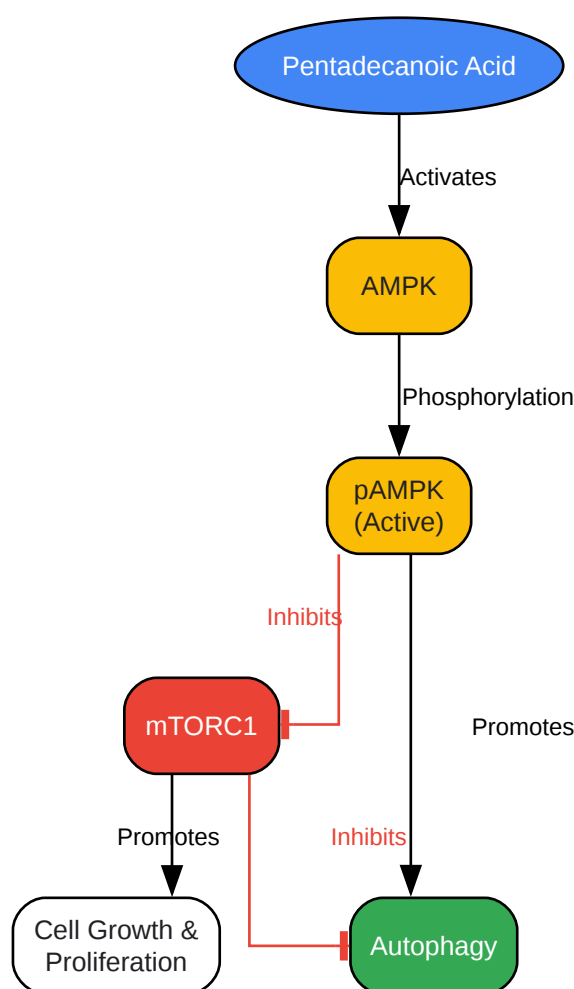 Pentadecanoic Acid
Activates
AMPK
Phosphorylation
pAMPK
(Active)
Inhibits
mTORC1
Promotes
Promotes
Inhibits
Cell Growth &
Proliferation
Autophagy